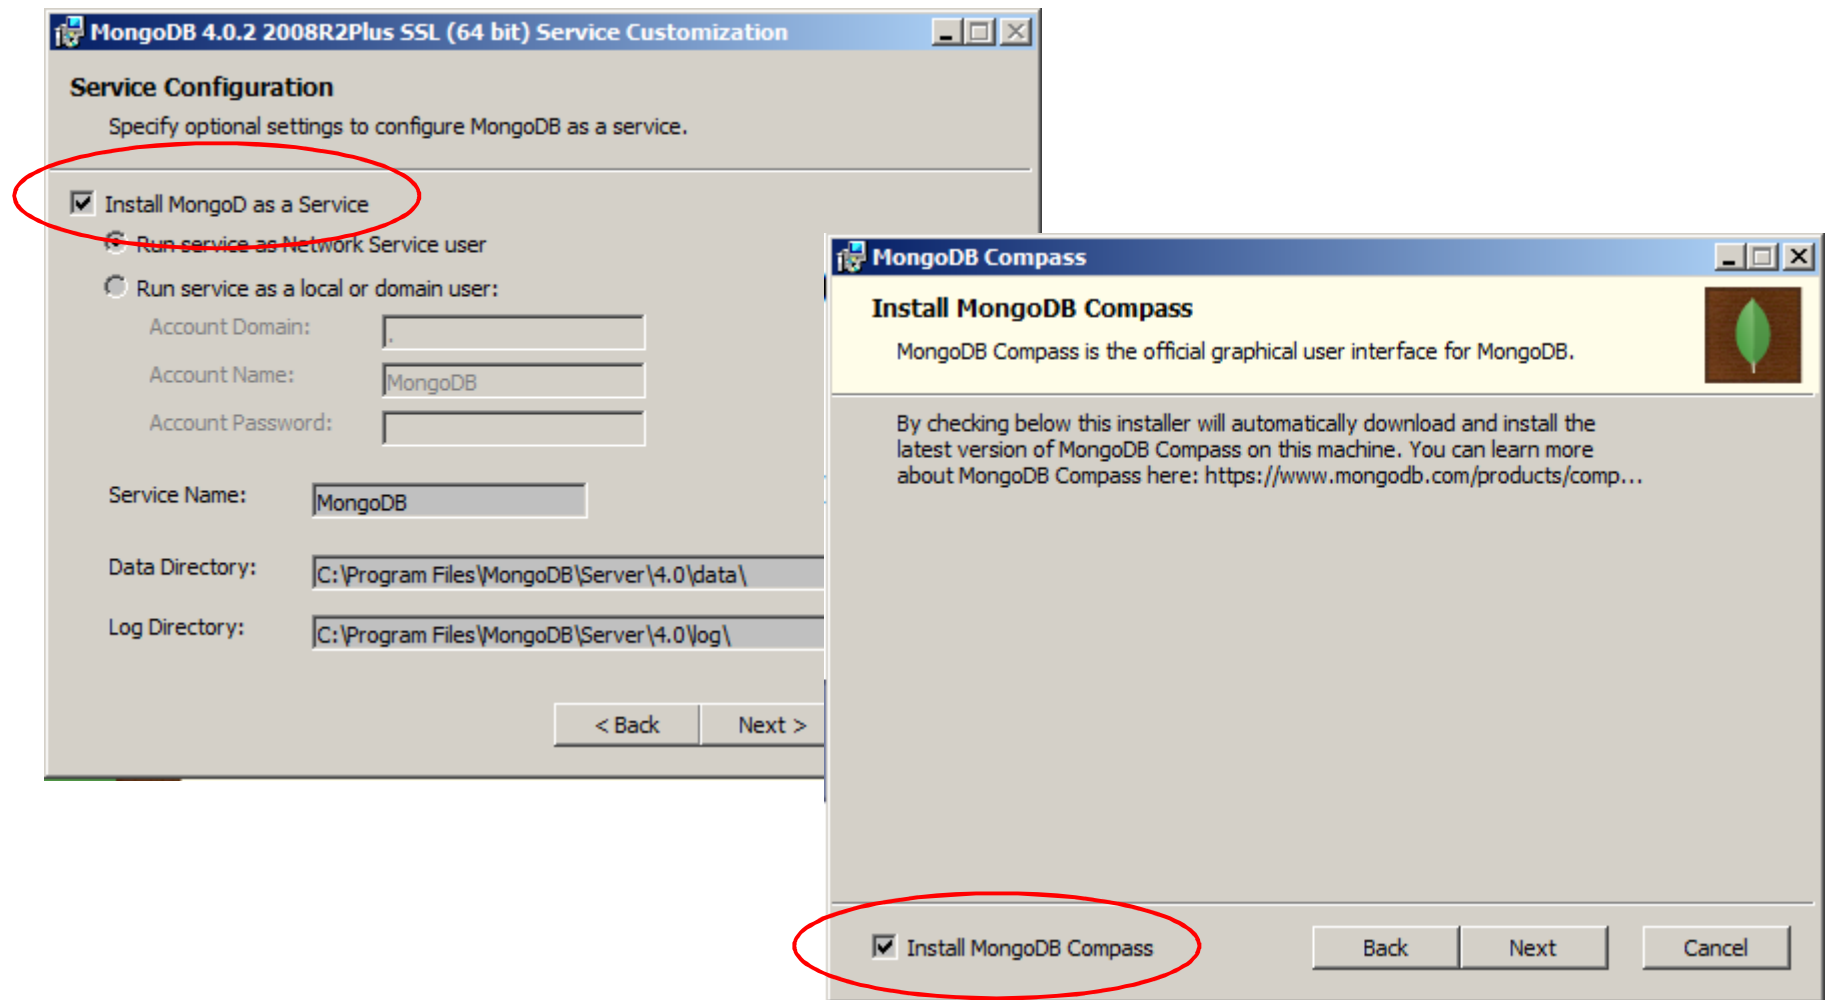 MongoDB 4.0.2 2008R2Plus SSL (64 bit) Service Customization
Service Configuration
Specify optional settings to configure MongoDB as a service.
Install MongoD as a Service
Run service as Network Service user
Run service as a local or domain user:
Account Domain:
.
Account Name:
MongoDB
Account Password:
Service Name:
MongoDB
Data Directory:
C:\Program Files\MongoDB\Server\4.0\data\
Log Directory:
C:\Program Files\MongoDB\Server\4.0\log\
< Back
Next >
MongoDB Compass
Install MongoDB Compass
MongoDB Compass is the official graphical user interface for MongoDB.
By checking below this installer will automatically download and install the
latest version of MongoDB Compass on this machine. You can learn more
about MongoDB Compass here: https://www.mongodb.com/products/comp...
Install MongoDB Compass
Back
Next
Cancel